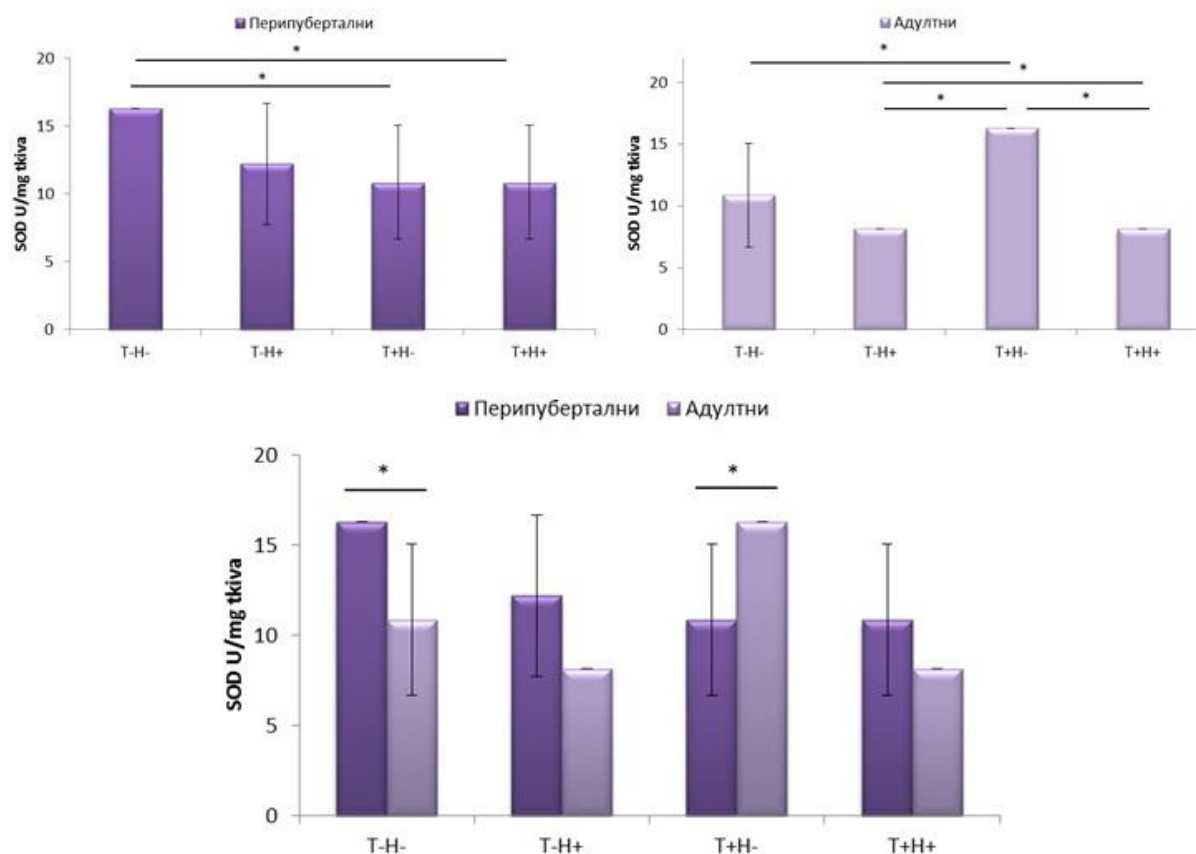 Перипубертални
SOD U/mg tkiva
20
15
10
5
0
*
*
T-H-
T-H+
T+H-
T+H+
Адултни
SOD U/mg tkiva
20
15
10
5
0
*
*
*
*
T-H-
T-H+
T+H-
T+H+
Перипубертални Адултни
SOD U/mg tkiva
20
15
10
5
0
*
*
T-H-
T-H+
T+H-
T+H+